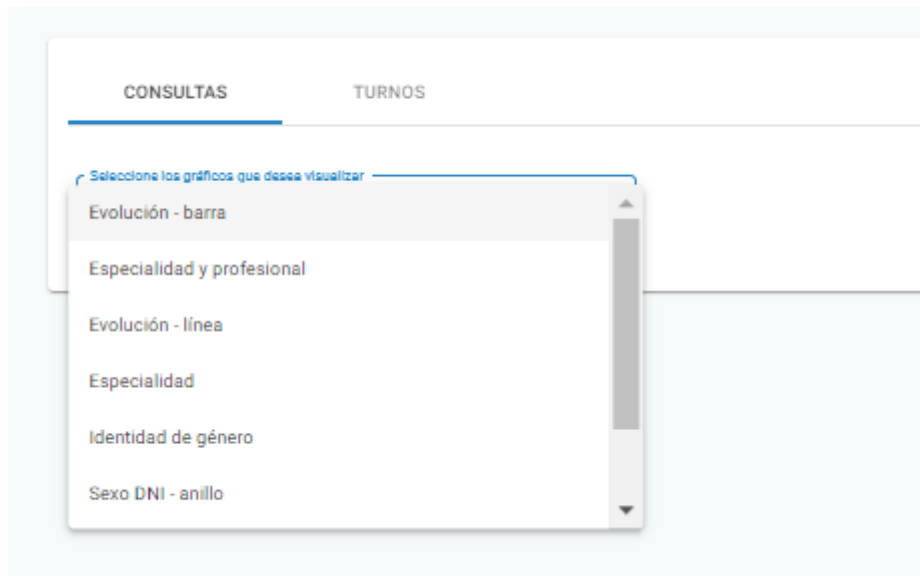 CONSULTAS TURNOS
Seleccione los gráficos que desea visualizar
Evolución - barra
Especialidad y profesional
Evolución - línea
Especialidad
Identidad de género
Sexo DNI - anillo